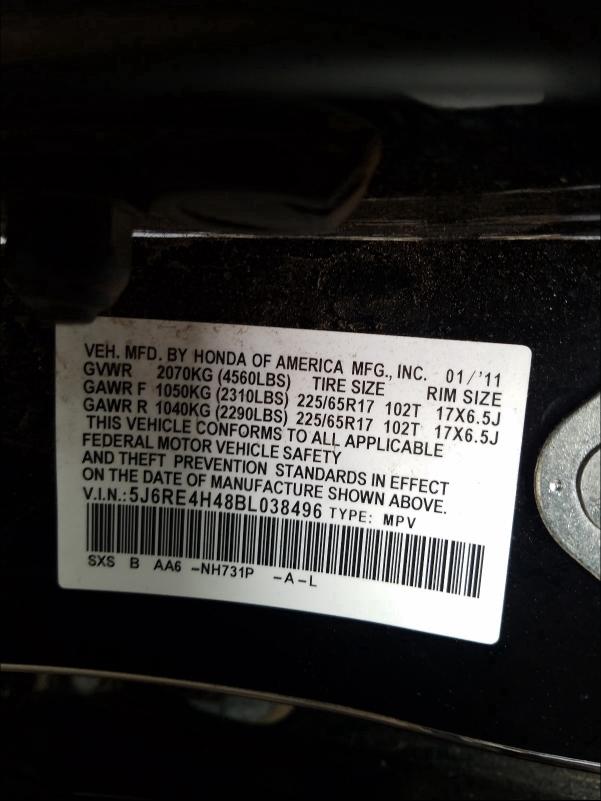 VEH. MFD. BY HONDA OF AMERICA MFG., INC. 01/'11
GVWR 2070KG (4560LBS) TIRE SIZE RIM SIZE
GAWR F 1050KG (2310LBS) 225/65R17 102T 17X6.5J
GAWR R 1040KG (2290LBS) 225/65R17 102T 17X6.5J
THIS VEHICLE CONFORMS TO ALL APPLICABLE
FEDERAL MOTOR VEHICLE SAFETY
AND THEFT PREVENTION STANDARDS IN EFFECT
ON THE DATE OF MANUFACTURE SHOWN ABOVE.
V.I.N.:5J6RE4H48BL038496 TYPE: MPV
SXS B AA6 -NH731P -A-L